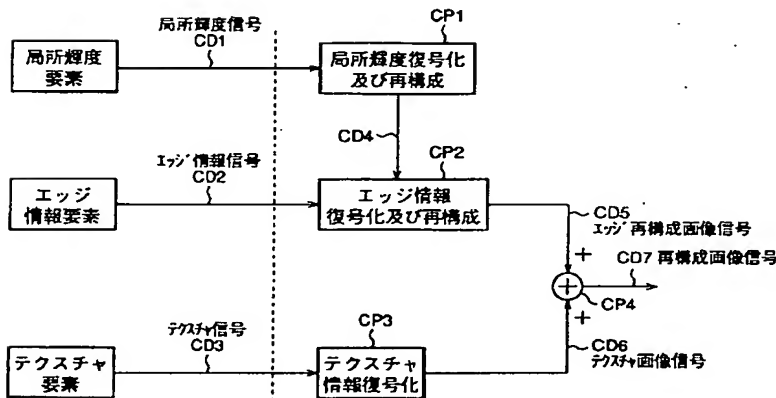 局所輝度信号
CD1
CP1
局所輝度
要素
局所輝度復号化
及び再構成
CD4
CP2
エッジ情報信号
CD2
エッジ
情報要素
エッジ情報
復号化及び再構成
CD5
エッジ再構成画像信号
+
CD7 再構成画像信号
+
CP4
+
CD6
テクスチャ画像信号
テクスチャ信号
CD3
CP3
テクスチャ
要素
テクスチャ
情報復号化